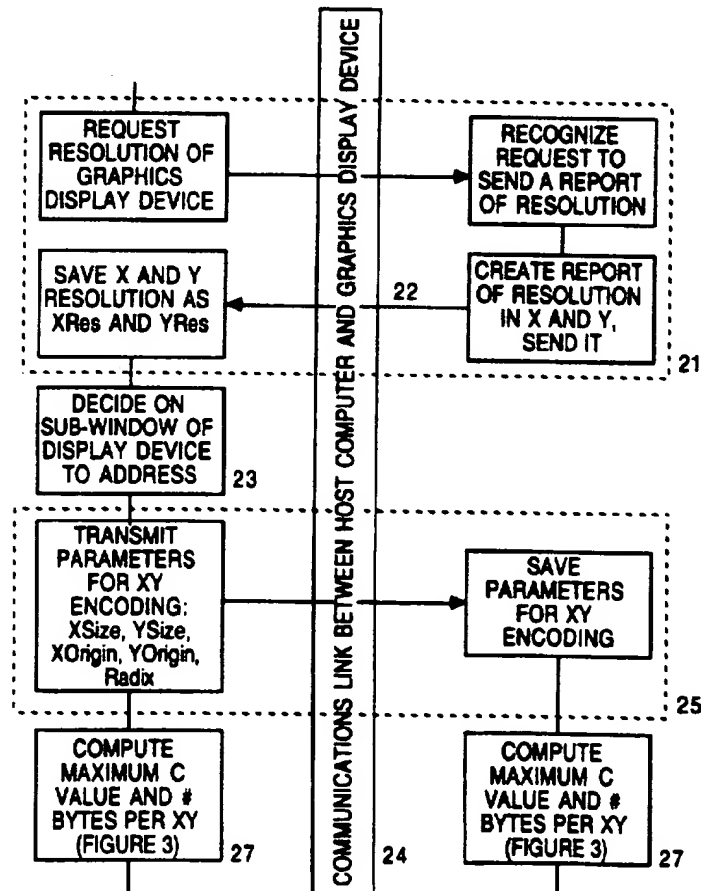 REQUEST
RESOLUTION OF
GRAPHICS
DISPLAY DEVICE
RECOGNIZE
REQUEST TO
SEND A REPORT
OF RESOLUTION
SAVE X AND Y
RESOLUTION AS
XRes AND YRes
22
CREATE REPORT
OF RESOLUTION
IN X AND Y,
SEND IT
21
DECIDE ON
SUB-WINDOW OF
DISPLAY DEVICE
TO ADDRESS
23
COMMUNICATIONS LINK BETWEEN HOST COMPUTER AND GRAPHICS DISPLAY DEVICE
TRANSMIT
PARAMETERS
FOR XY
ENCODING:
XSize, YSize,
XOrigin, YOrigin,
Radix
SAVE
PARAMETERS
FOR XY
ENCODING
25
COMPUTE
MAXIMUM C
VALUE AND #
BYTES PER XY
(FIGURE 3)
27
24
COMPUTE
MAXIMUM C
VALUE AND #
BYTES PER XY
(FIGURE 3)
27